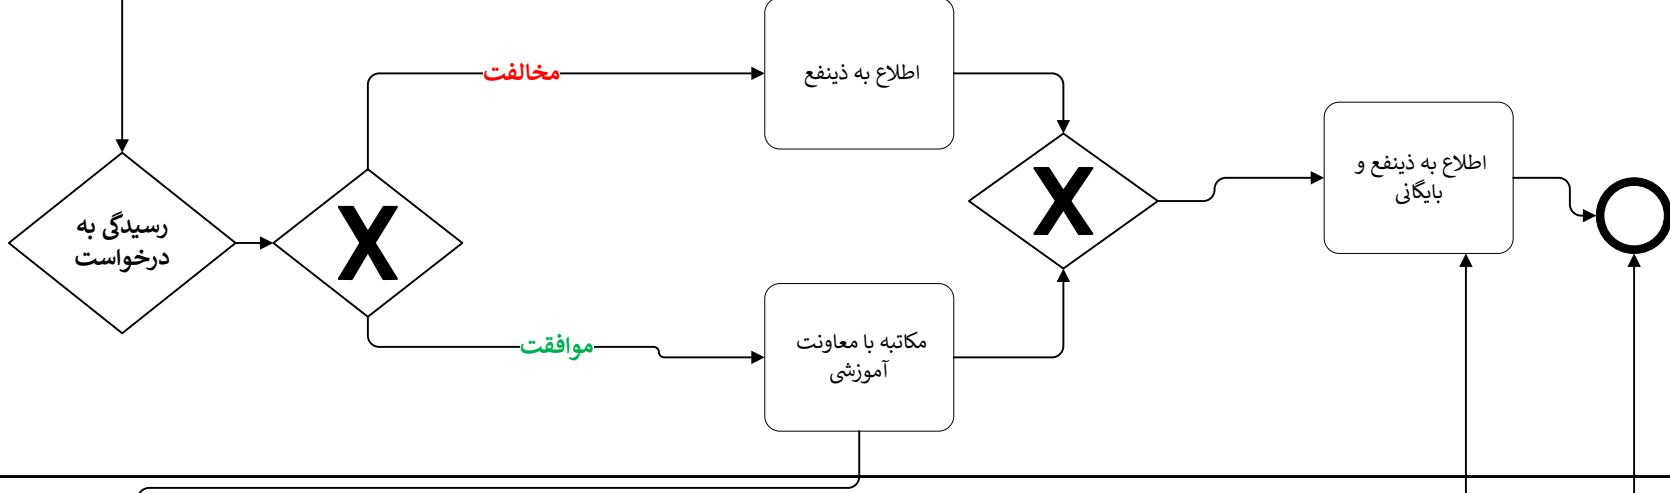 مخالفت
اطلاع به ذینفع
رسیدگی به
درخواست
X
X
اطلاع به ذینفع و
بایگانی
موافقت
مکاتبه با معاونت
آموزشی